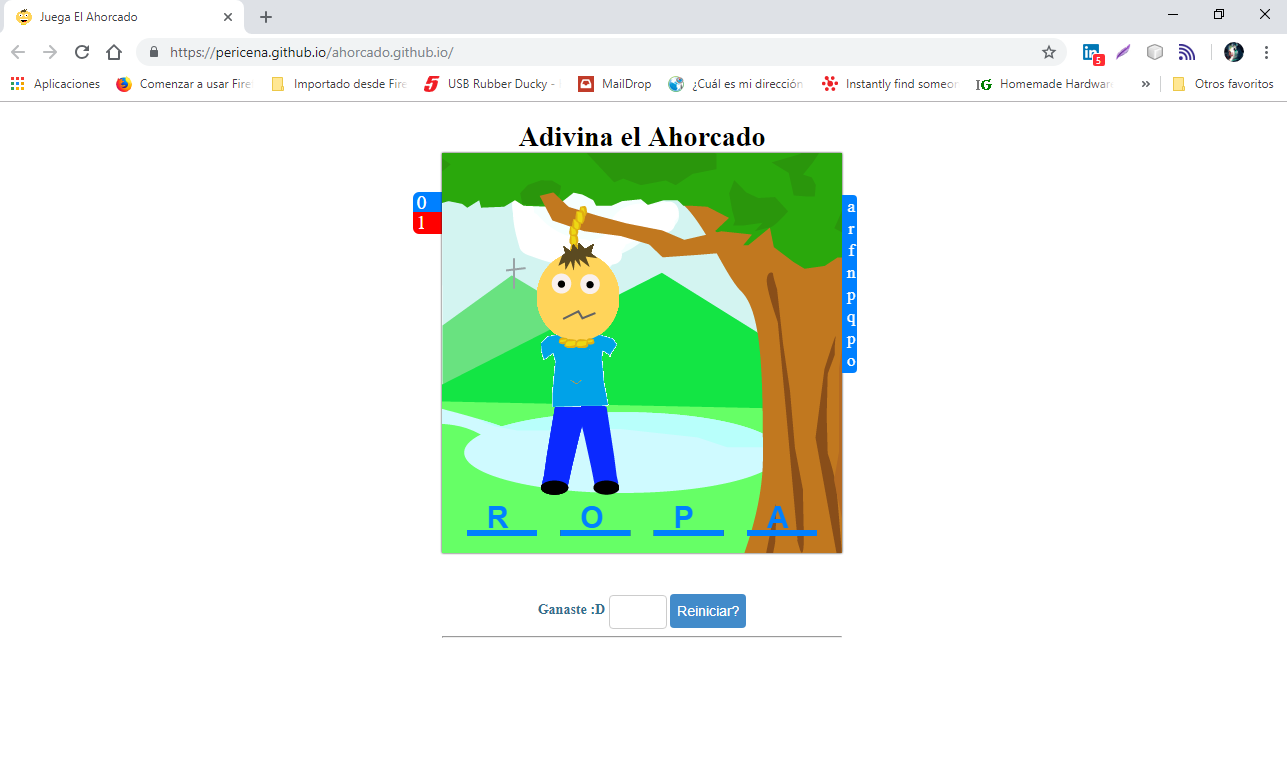 Juega El Ahorcado
https://pericena.github.io/ahorcado.github.io/
5
Aplicaciones Comenzar a usar Fire Importado desde Fire USB Rubber Ducky - MailDrop ¿Cuál es mi dirección Instantly find someor IG Homemade Hardwar » Otros favoritos
Adivina el Ahorcado
0
1
a
r
f
n
p
q
p
o
R O P A
Ganaste :D Reiniciar?